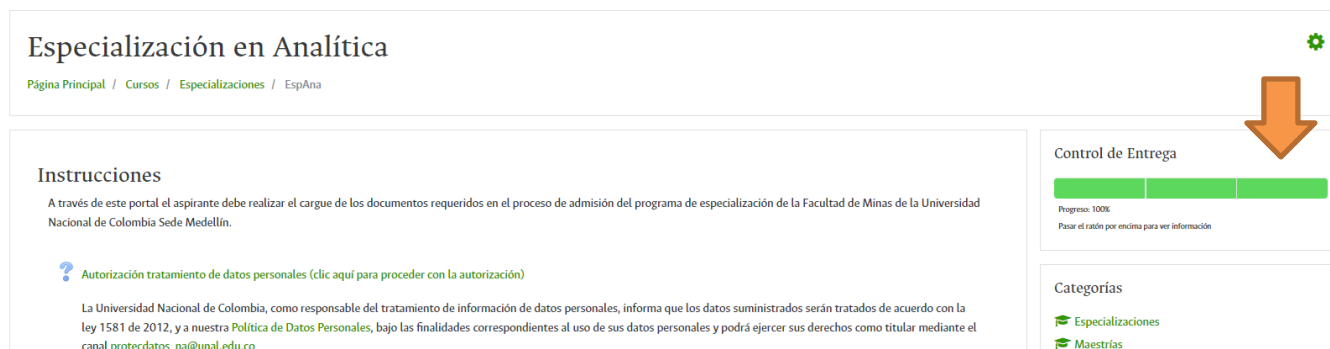 Especialización en Analítica
Página Principal / Cursos / Especializaciones / EspAna
Instrucciones
A través de este portal el aspirante debe realizar el cargue de los documentos requeridos en el proceso de admisión del programa de especialización de la Facultad de Minas de la Universidad
Nacional de Colombia Sede Medellín.
Autorización tratamiento de datos personales (clic aquí para proceder con la autorización)
La Universidad Nacional de Colombia, como responsable del tratamiento de información de datos personales, informa que los datos suministrados serán tratados de acuerdo con la
ley 1581 de 2012, y a nuestra Política de Datos Personales, bajo las finalidades correspondientes al uso de sus datos personales y podrá ejercer sus derechos como titular mediante el
canal protecdatos_na@unal.edu.co
Control de Entrega
Progreso: 100%
Pasar el ratón por encima para ver información
Categorías
Especializaciones
Maestrías